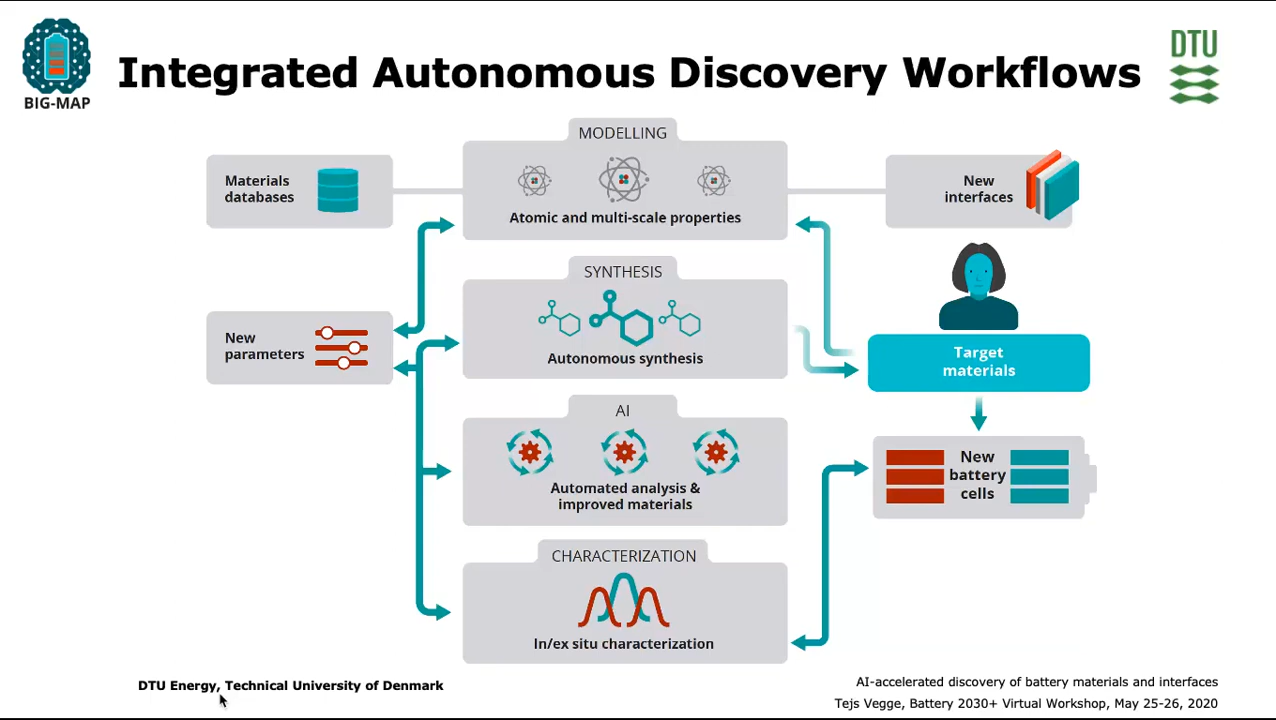 Integrated Autonomous Discovery Workflows
BIG-MAP
DTU
MODELLING
Atomic and multi-scale properties
Materials
databases
New
interfaces
SYNTHESIS
Autonomous synthesis
New
parameters
Target
materials
AI
Automated analysis &
improved materials
New
battery
cells
CHARACTERIZATION
In/ex situ characterization
DTU Energy, Technical University of Denmark
AI-accelerated discovery of battery materials and interfaces
Tejs Vegge, Battery 2030+ Virtual Workshop, May 25-26, 2020